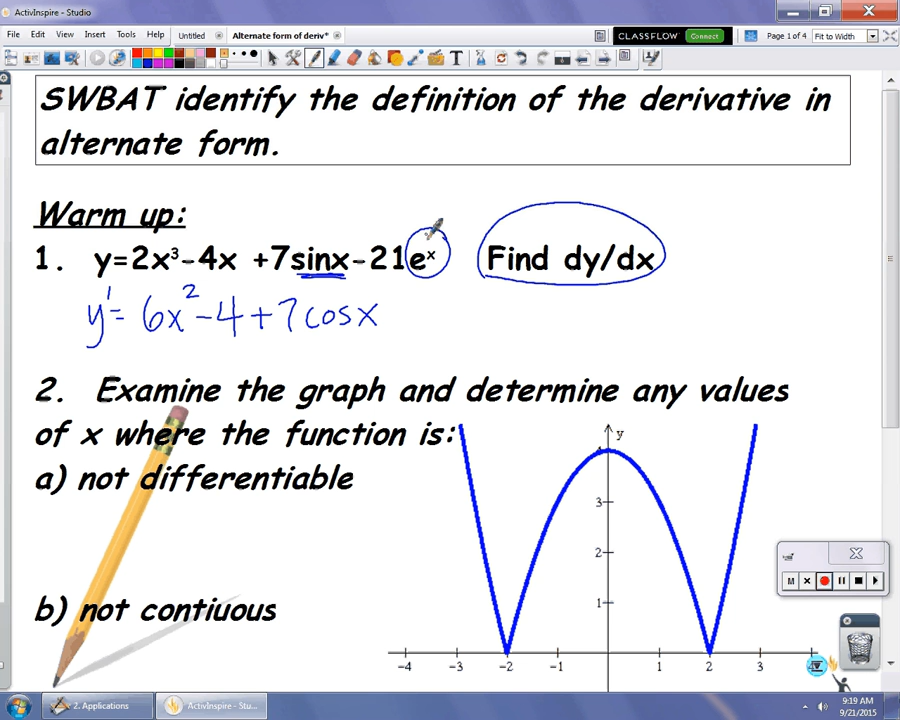 ActivInspire - Studio
File Edit View Insert Tools Help Untitled Alternate form of deriv* CLASSFLOW Connect Page 1 of 4 Fit to Width
SWBAT identify the definition of the derivative in
alternate form.
Warm up:
1. y=2x³-4x +7sinx-21eˣ Find dy/dx
y'= 6x²-4+7cosx
2. Examine the graph and determine any values
of x where the function is:
a) not differentiable
b) not contiuous
y
3
2
1
-4 -3 -2 -1 1 2 3
M
2. Applications ActivInspire - Stu... 9:19 AM
9/21/2015